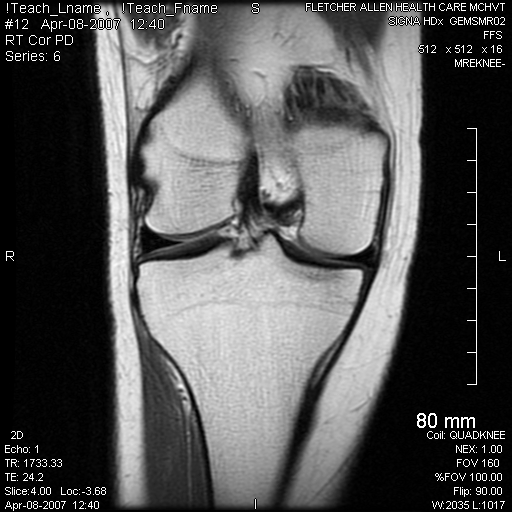 !Teach_Lname , !Teach_Fname
#12 Apr-08-2007 12:40
RT Cor PD
Series: 6
S
FLETCHER ALLEN HEALTH CARE MCHVT
SIGNA HDx GEMSMR02
FFS
512 x 512 x 16
MREKNEE-
R
L
80 mm
2D
Echo: 1
TR: 1733.33
TE: 24.2
Slice:4.00 Loc:-3.68
Apr-08-2007 12:40
I
Coil: QUADKNEE
NEX: 1.00
FOV 160
%FOV 100.00
Flip: 90.00
W:2035 L:1017